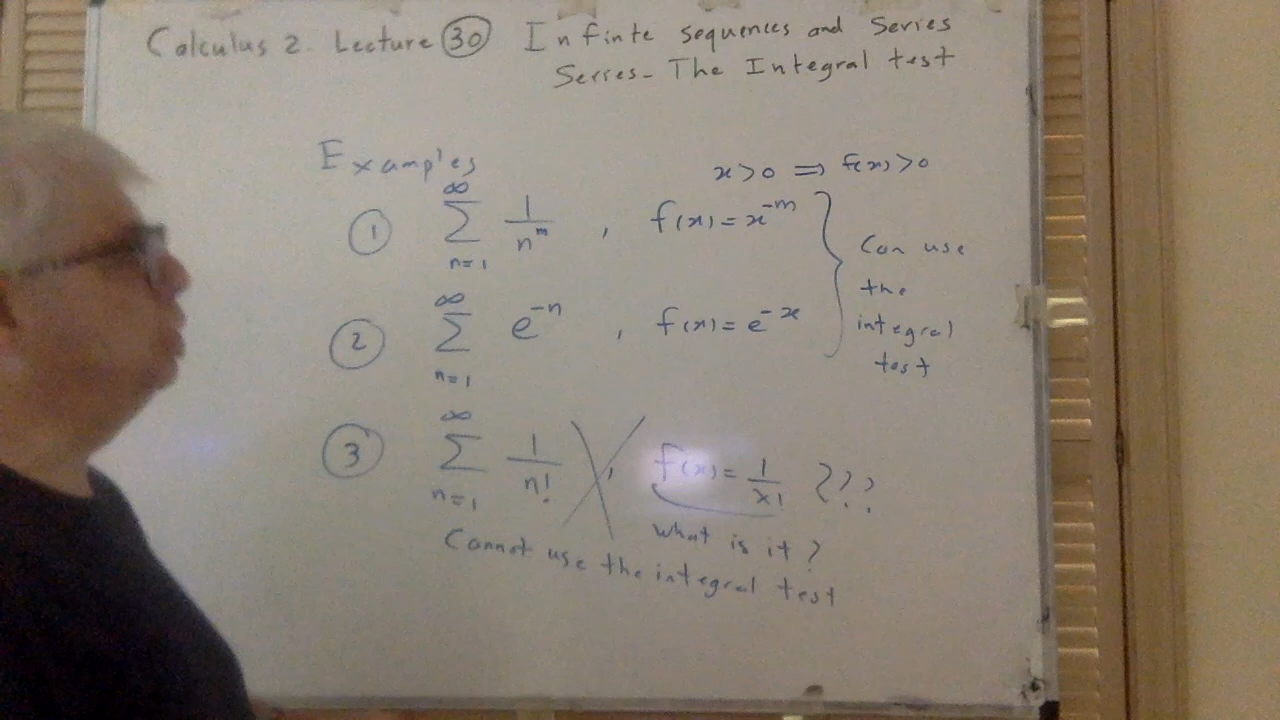 Calculus 2. Lecture 30 Infinte sequences and Series
Series - The Integral test
Examples
x>0 ⇒ f(x)>0
① ∞ Σ n=1 1/n^m , f(x) = x^-m
② ∞ Σ n=1 e^-n , f(x) = e^-x
Can use
the
integral
test
③ ∞ Σ n=1 1/n! , f(x) = 1/x! ???
what is it?
Cannot use the integral test